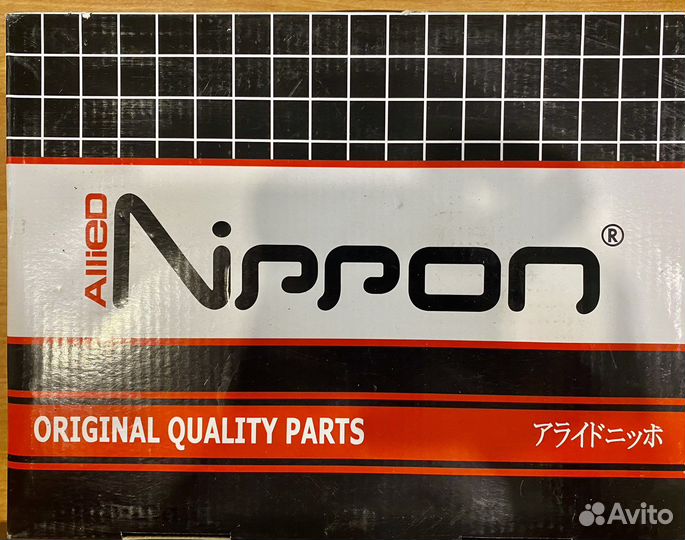 Allied
Nippon®
ORIGINAL QUALITY PARTS
アライドニッポ
Avito